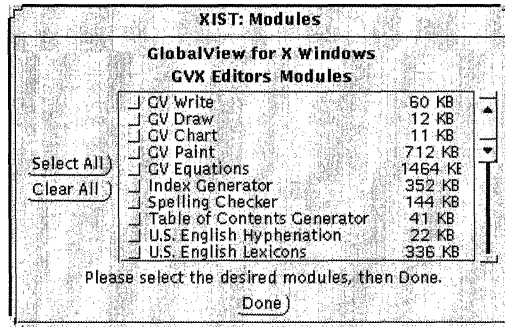 XIST: Modules
GlobalView for X Windows
GVX Editors Modules
GV Write 60 KB
GV Draw 12 KB
GV Chart 11 KB
GV Paint 712 KB
GV Equations 1464 KB
Index Generator 352 KB
Spelling Checker 144 KB
Table of Contents Generator 41 KB
U.S. English Hyphenation 22 KB
U.S. English Lexicons 336 KB
Select All
Clear All
Please select the desired modules, then Done.
Done